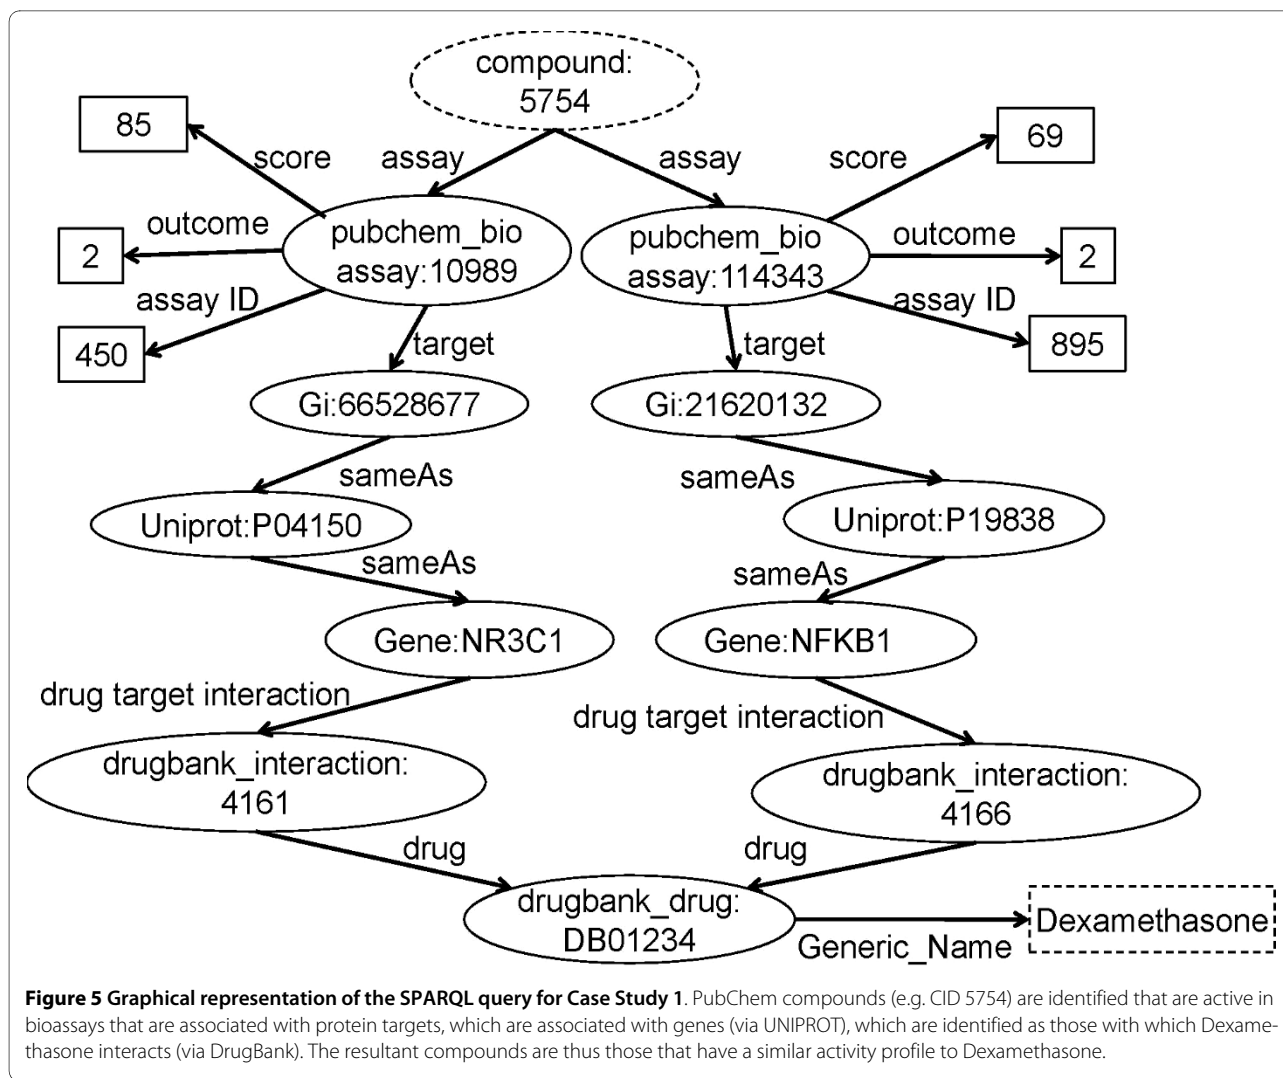 compound:
5754
85
score
assay
assay
score
69
outcome
pubchem_bio
assay:10989
pubchem_bio
assay:114343
outcome
2
2
assay ID
assay ID
450
target
target
895
Gi:66528677
Gi:21620132
sameAs
sameAs
Uniprot:P04150
Uniprot:P19838
sameAs
sameAs
Gene:NR3C1
Gene:NFKB1
drug target interaction
drug target interaction
drugbank_interaction:
4161
drugbank_interaction:
4166
drug
drug
drugbank_drug:
DB01234
Generic_Name
Dexamethasone
Figure 5 Graphical representation of the SPARQL query for Case Study 1. PubChem compounds (e.g. CID 5754) are identified that are active in
bioassays that are associated with protein targets, which are associated with genes (via UNIPROT), which are identified as those with which Dexame-
thasone interacts (via DrugBank). The resultant compounds are thus those that have a similar activity profile to Dexamethasone.